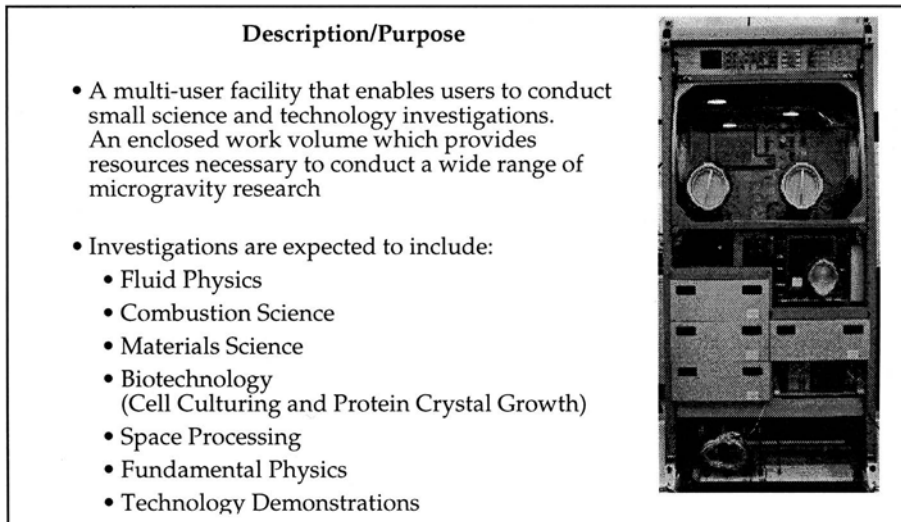 Description/Purpose
• A multi-user facility that enables users to conduct
small science and technology investigations.
An enclosed work volume which provides
resources necessary to conduct a wide range of
microgravity research
• Investigations are expected to include:
• Fluid Physics
• Combustion Science
• Materials Science
• Biotechnology
(Cell Culturing and Protein Crystal Growth)
• Space Processing
• Fundamental Physics
• Technology Demonstrations